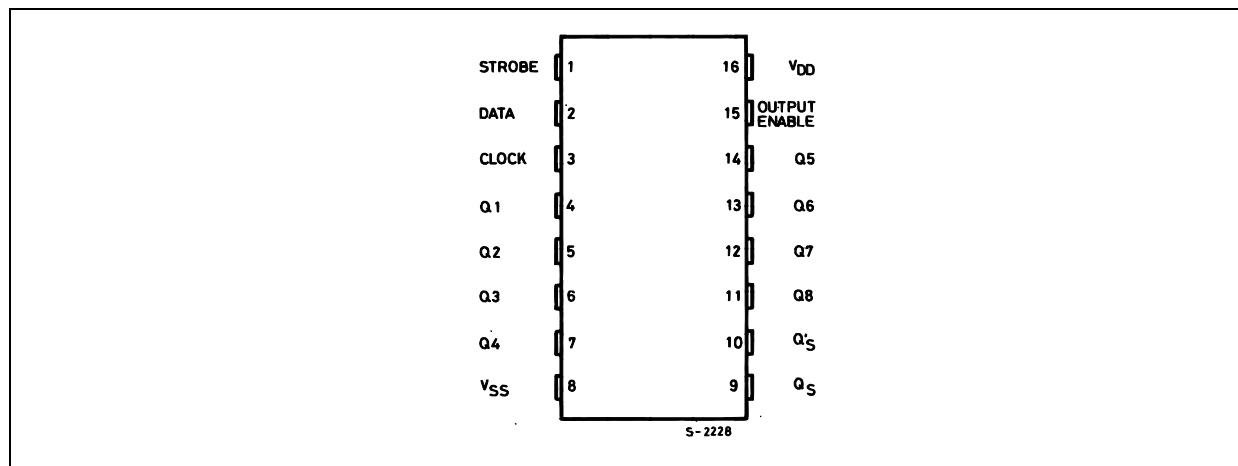 STROBE 1 16 VDD
DATA 2 15 OUTPUT
ENABLE
CLOCK 3 14 Q5
Q1 4 13 Q6
Q2 5 12 Q7
Q3 6 11 Q8
Q4 7 10 Q'S
VSS 8 9 QS
S-2228